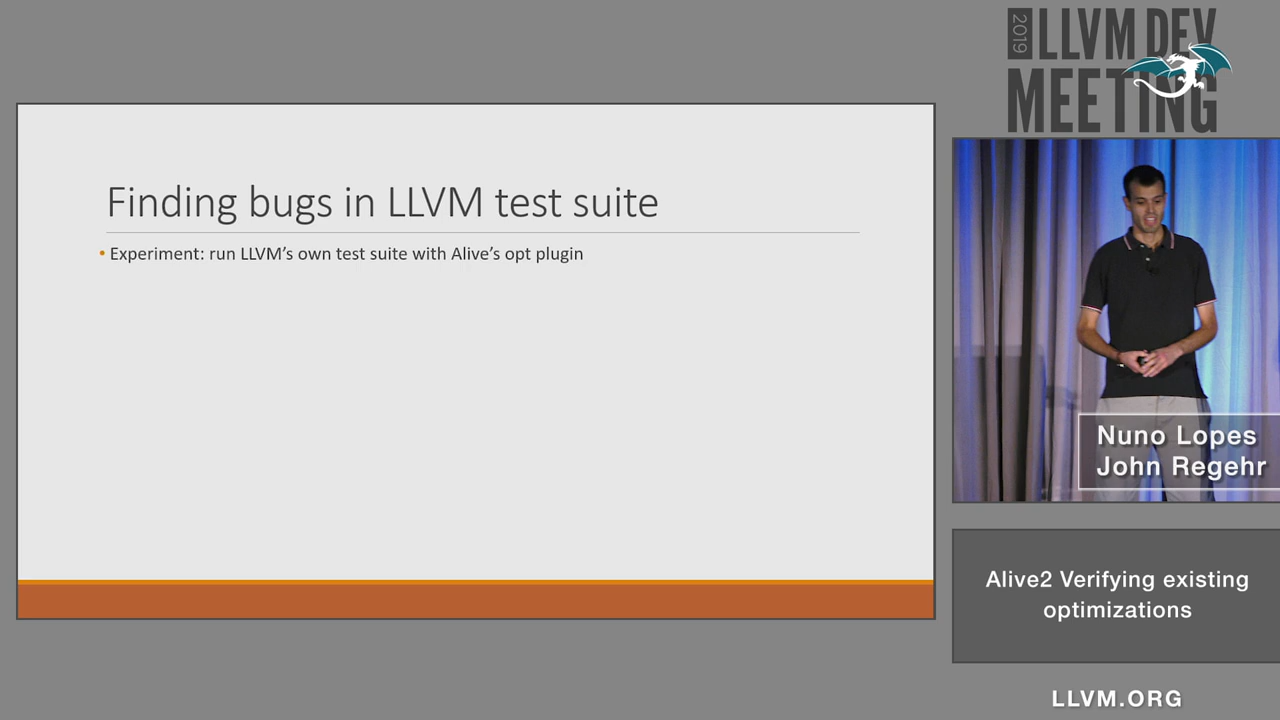 2019
LLVM DEV
MEETING
Finding bugs in LLVM test suite
• Experiment: run LLVM's own test suite with Alive's opt plugin
Nuno Lopes
John Regehr
Alive2 Verifying existing
optimizations
LLVM.ORG